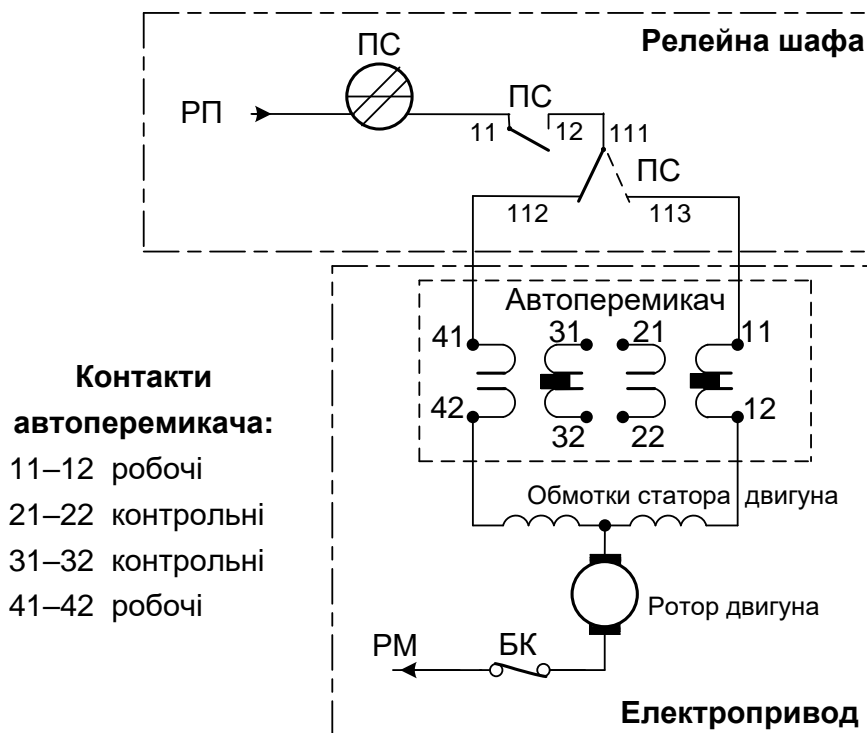 Релейна шафа
ПС
РП
ПС
11
12
111
ПС
112
113
Автоперемикач
41
31
21
11
42
32
22
12
Контакти
автоперемикача:
11–12 робочі
21–22 контрольні
31–32 контрольні
41–42 робочі
Обмотки статора двигуна
Ротор двигуна
РМ
БК
Електропривод